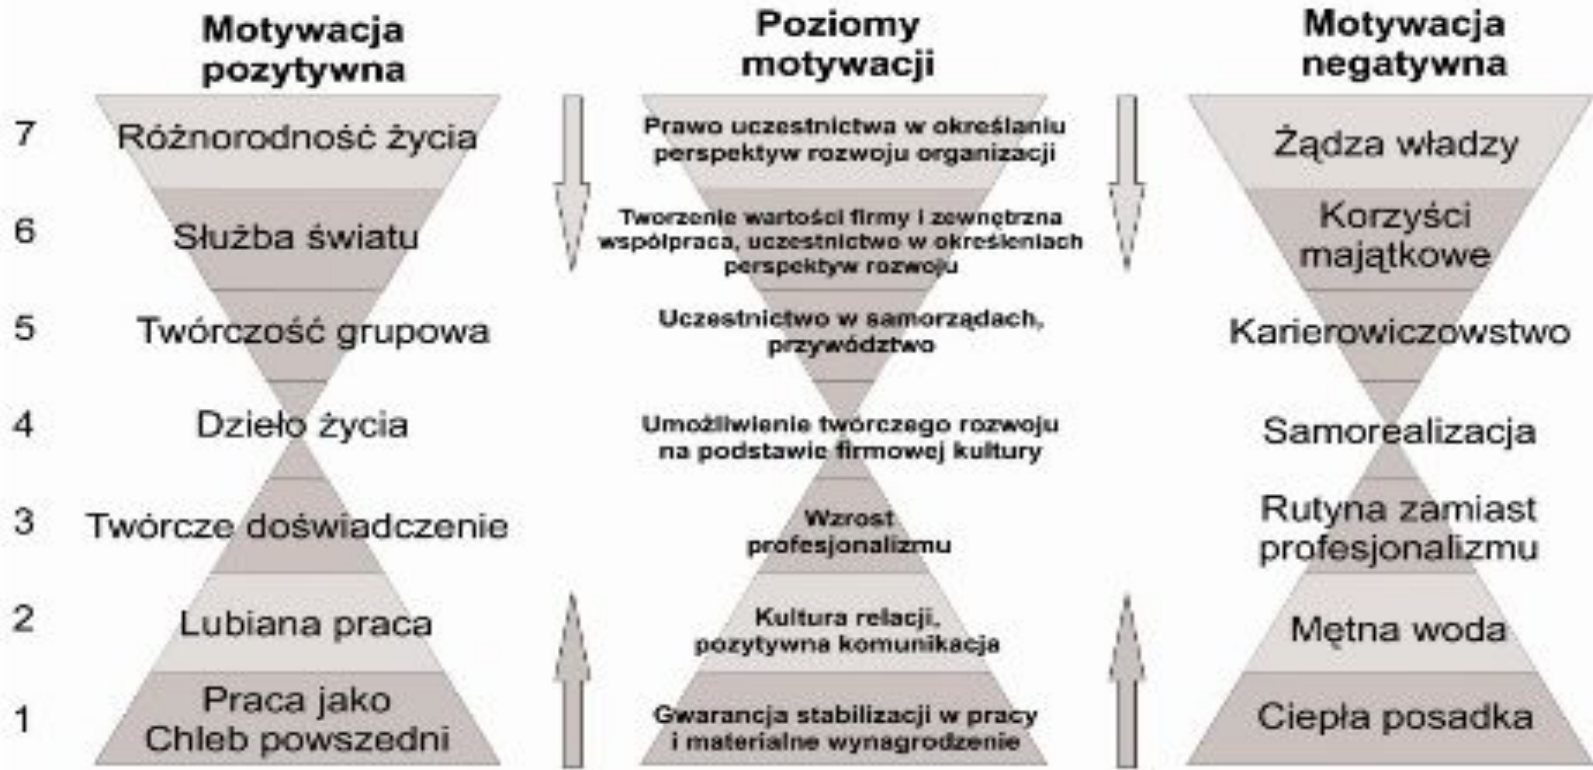 Motywacja
pozytywna
Poziomy
motywacji
Motywacja
negatywna
7
Różnorodność życia
Prawo uczestnictwa w określaniu
perspektyw rozwoju organizacji
Żądza władzy
6
Służba światu
Tworzenie wartości firmy i zewnętrzna
współpraca, uczestnictwo w określeniach
perspektyw rozwoju
Korzyści
majątkowe
5
Twórczość grupowa
Uczestnictwo w samorządach,
przywództwo
Karierowiczowstwo
4
Dzieło życia
Umożliwienie twórczego rozwoju
na podstawie firmowej kultury
Samorealizacja
3
Twórcze doświadczenie
Wzrost
profesjonalizmu
Rutyna zamiast
profesjonalizmu
2
Lubiana praca
Kultura relacji,
pozytywna komunikacja
Mętna woda
1
Praca jako
Chleb powszedni
Gwarancja stabilizacji w pracy
i materialne wynagrodzenie
Ciepła posadka